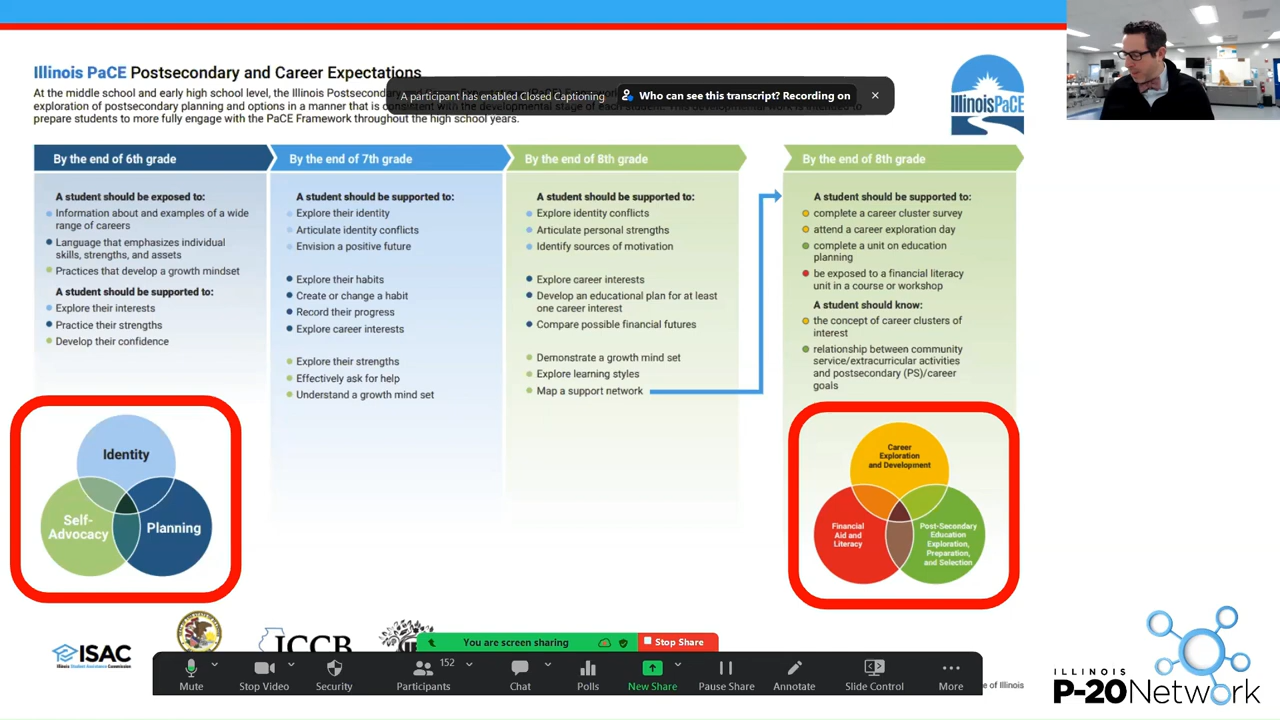 Illinois PaCE Postsecondary and Career Expectations
At the middle school and early high school level, the Illinois Postsecondary
exploration of postsecondary planning and options in a manner that is consistent with the developmental stage of each student. This developmental work is intended to
prepare students to more fully engage with the PaCE Framework throughout the high school years.
A participant has enabled Closed Captioning
Who can see this transcript? Recording on
IllinoisPaCE
By the end of 6th grade
A student should be exposed to:
Information about and examples of a wide
range of careers
Language that emphasizes individual
skills, strengths, and assets
Practices that develop a growth mindset
A student should be supported to:
Explore their interests
Practice their strengths
Develop their confidence
By the end of 7th grade
A student should be supported to:
Explore their identity
Articulate identity conflicts
Envision a positive future
Explore their habits
Create or change a habit
Record their progress
Explore career interests
Explore their strengths
Effectively ask for help
Understand a growth mind set
By the end of 8th grade
A student should be supported to:
Explore identity conflicts
Articulate personal strengths
Identify sources of motivation
Explore career interests
Develop an educational plan for at least
one career interest
Compare possible financial futures
Demonstrate a growth mind set
Explore learning styles
Map a support network
By the end of 8th grade
A student should be supported to:
complete a career cluster survey
attend a career exploration day
complete a unit on education
planning
be exposed to a financial literacy
unit in a course or workshop
A student should know:
the concept of career clusters of
interest
relationship between community
service/extracurricular activities
and postsecondary (PS)/career
goals
Identity
Self-
Advocacy
Planning
Career
Exploration
and Development
Financial
Aid and
Literacy
Post-Secondary
Education
Exploration,
Preparation,
and Selection
ISAC
Illinois Student Assistance Commission
ICCB
You are screen sharing
Stop Share
Mute
Stop Video
Security
Participants
152
Chat
Polls
New Share
Pause Share
Annotate
Slide Control
More
e of Illinois
ILLINOIS
P-20 Network